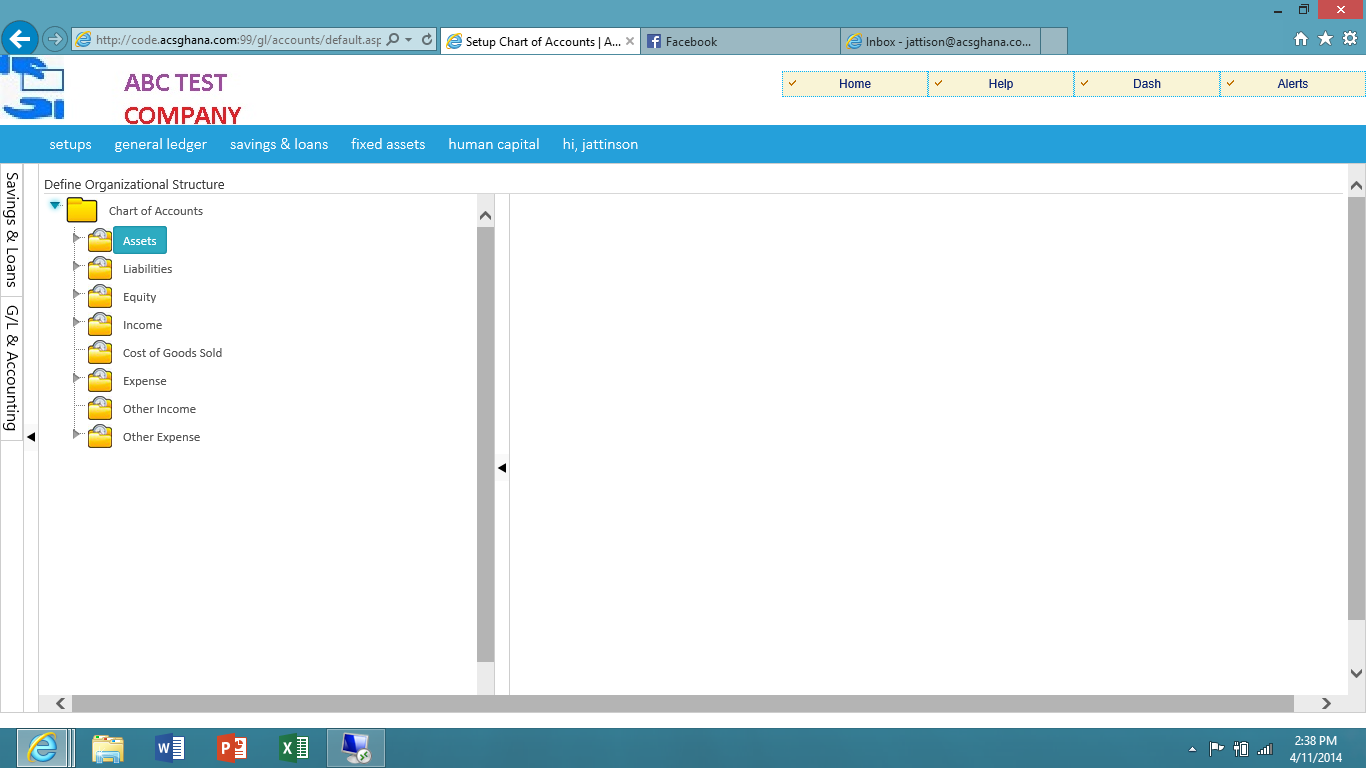 http://code.acsghana.com:99/gl/accounts/default.asp
Setup Chart of Accounts | A...
Facebook
Inbox - jattison@acsghana.co...
ABC TEST
COMPANY
Home
Help
Dash
Alerts
setups
general ledger
savings & loans
fixed assets
human capital
hi, jattinson
Savings & Loans
G/L & Accounting
Define Organizational Structure
Chart of Accounts
Assets
Liabilities
Equity
Income
Cost of Goods Sold
Expense
Other Income
Other Expense
2:38 PM
4/11/2014